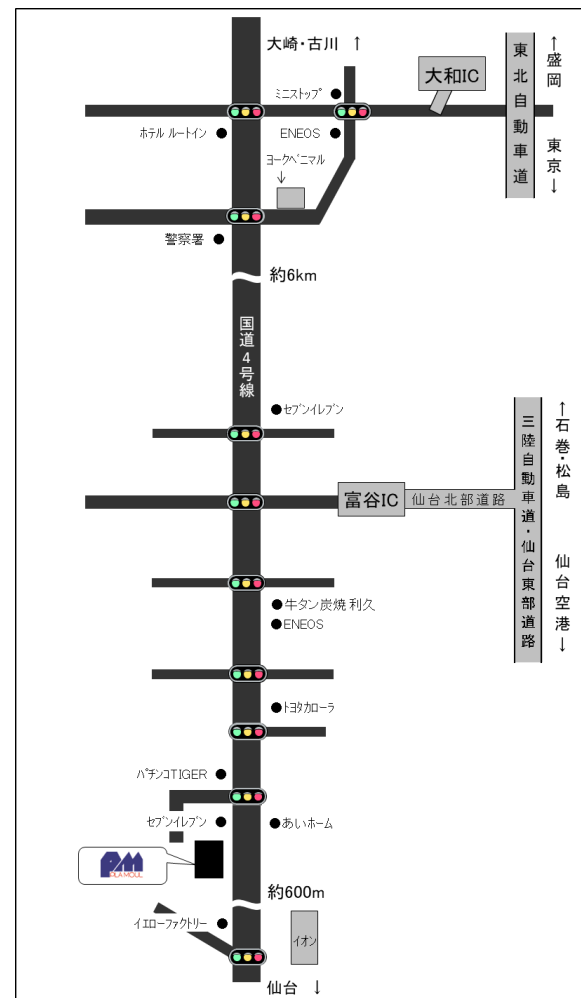 大崎・古川 ↑
大和IC
東北自動車道
↑盛岡
東京↓
ミニストップ
ホテル ルートイン
ENEOS
ヨークベニマル
↓
警察署
約6km
国道4号線
セブンイレブン
富谷IC
仙台北部道路
三陸自動車道・仙台東部道路
↑石巻・松島
仙台空港↓
牛タン炭焼 利久
ENEOS
トヨタカローラ
パチンコTIGER
セブンイレブン
あいホーム
PM
POLA MOUL
約600m
イエローファクトリー
イオン
仙台 ↓